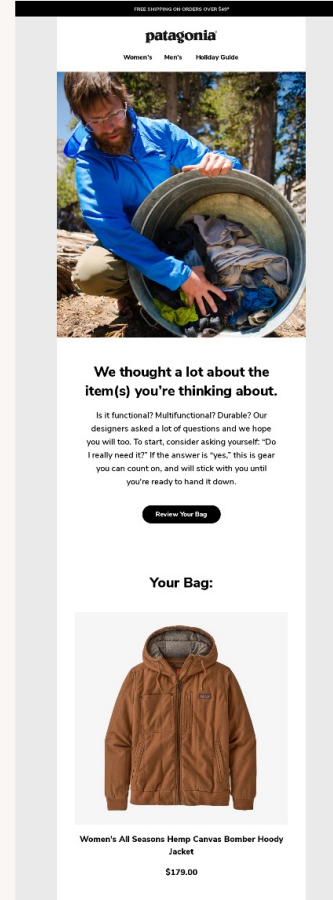 FREE SHIPPING ON ORDERS OVER $69*
patagonia
Women's Men's Holiday Guide
We thought a lot about the
item(s) you're thinking about.
Is it functional? Multifunctional? Durable? Our
designers asked a lot of questions and we hope
you will too. To start, consider asking yourself: “Do
I really need it?” If the answer is “yes,” this is gear
you can count on, and will stick with you until
you're ready to hand it down.
Review Your Bag
Your Bag:
Women's All Seasons Hemp Canvas Bomber Hoody
Jacket
$179.00